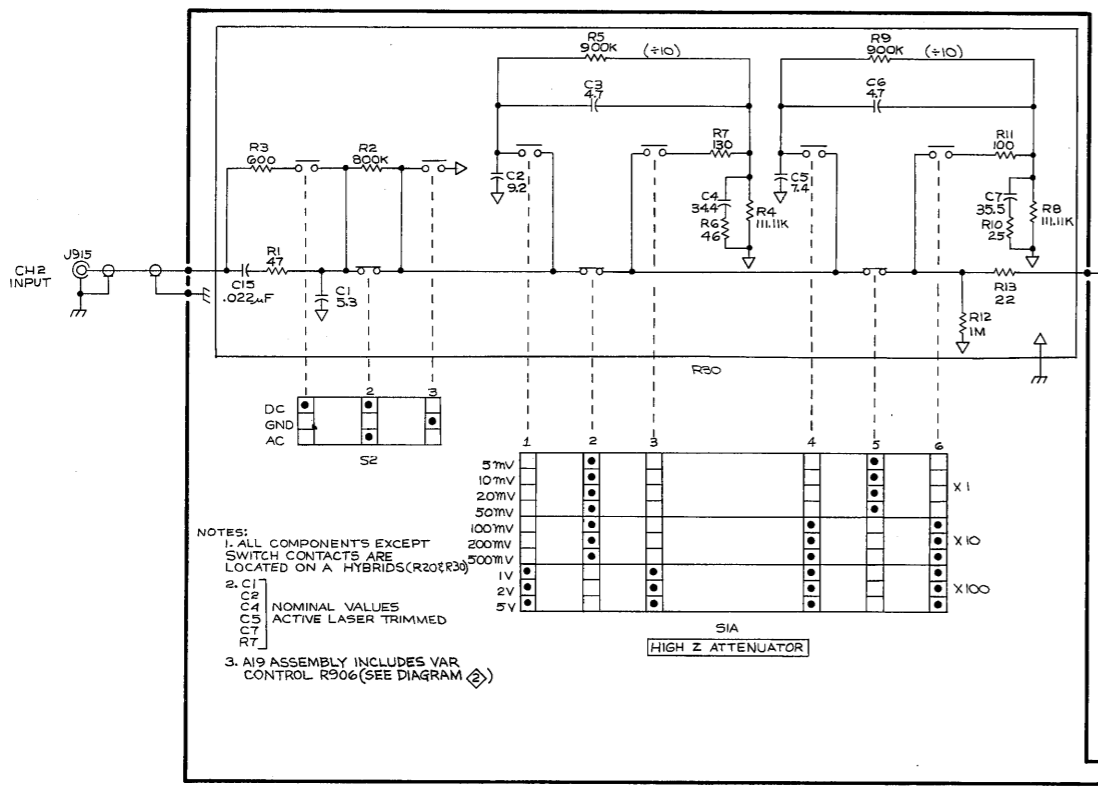 R5
900K
(÷10)
R9
900K
(÷10)
C3
4.7
C6
4.7
R3
600
R2
800K
R7
130
R11
100
C2
9.2
C4
34.4
R6
46
R4
111.11K
C5
7.4
C7
35.5
R10
25
R8
111.11K
J915
CH2
INPUT
R1
47
C15
.022µF
C1
5.3
R13
22
R12
1M
R30
2
3
DC
GND
AC
S2
1
2
3
4
5
6
5mV
10mV
20mV
50mV
100mV
200mV
500mV
1V
2V
5V
X1
X10
X100
S1A
HIGH Z ATTENUATOR
NOTES:
1. ALL COMPONENTS EXCEPT
SWITCH CONTACTS ARE
LOCATED ON A HYBRIDS(R20&R30)
2. C1
C2
C4
C5
C7
R7
NOMINAL VALUES
ACTIVE LASER TRIMMED
3. A19 ASSEMBLY INCLUDES VAR
CONTROL R906(SEE DIAGRAM 2)